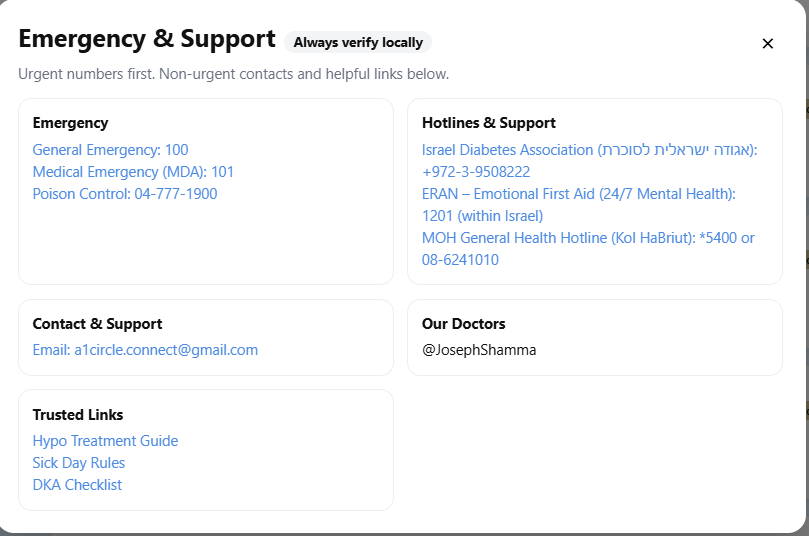 Emergency & Support Always verify locally
Urgent numbers first. Non-urgent contacts and helpful links below.
Emergency
General Emergency: 100
Medical Emergency (MDA): 101
Poison Control: 04-777-1900
Hotlines & Support
Israel Diabetes Association (אגודה ישראלית לסוכרת):
+972-3-9508222
ERAN – Emotional First Aid (24/7 Mental Health):
1201 (within Israel)
MOH General Health Hotline (Kol HaBriut): *5400 or
08-6241010
Contact & Support
Email: a1circle.connect@gmail.com
Our Doctors
@JosephShamma
Trusted Links
Hypo Treatment Guide
Sick Day Rules
DKA Checklist